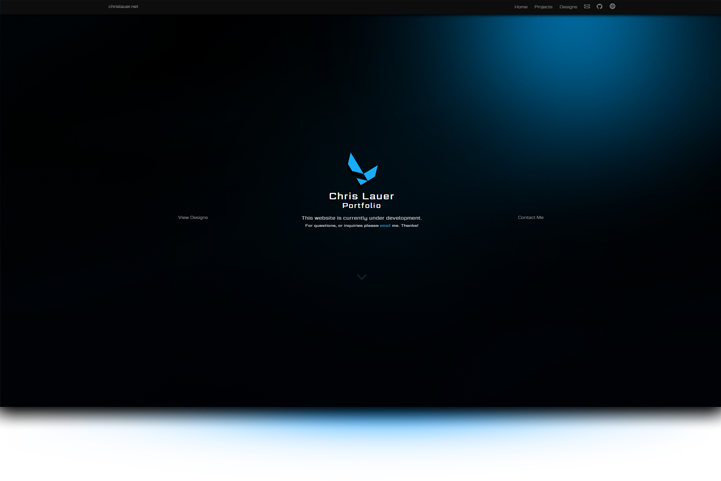 chrislauer.net
Home Projects Designs
Chris Lauer
Portfolio
View Designs
This website is currently under development.
Contact Me
For questions, or inquiries please email me. Thanks!